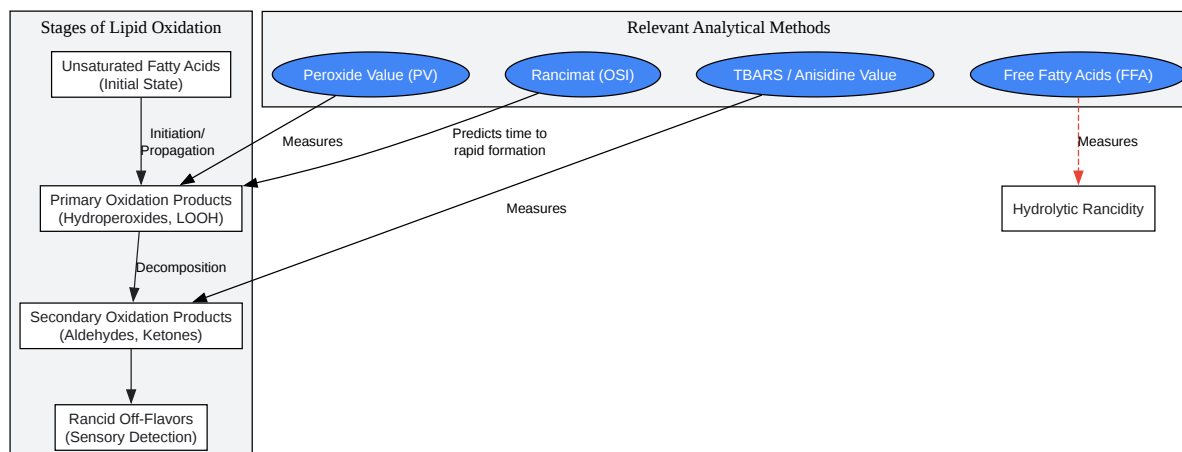 Stages of Lipid Oxidation
Relevant Analytical Methods
Unsaturated Fatty Acids
(Initial State)
Peroxide Value (PV)
Rancimat (OSI)
TBARS / Anisidine Value
Free Fatty Acids (FFA)
Initiation/
Propagation
Measures
Predicts time to
rapid formation
Measures
Primary Oxidation Products
(Hydroperoxides, LOOH)
Measures
Hydrolytic Rancidity
Decomposition
Secondary Oxidation Products
(Aldehydes, Ketones)
Rancid Off-Flavors
(Sensory Detection)